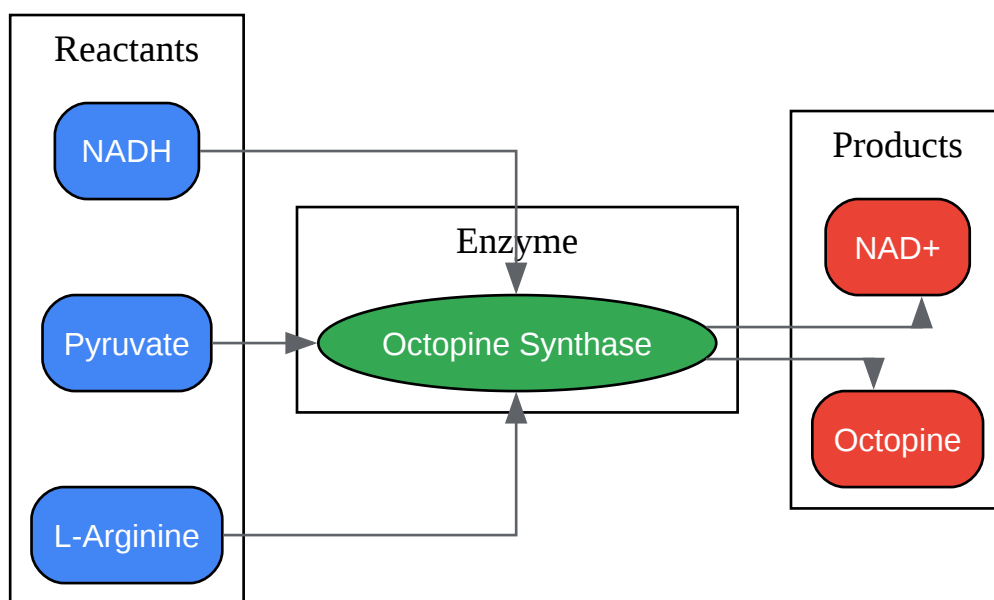 Reactants
NADH
Pyruvate
L-Arginine
Enzyme
Octopine Synthase
Products
NAD+
Octopine